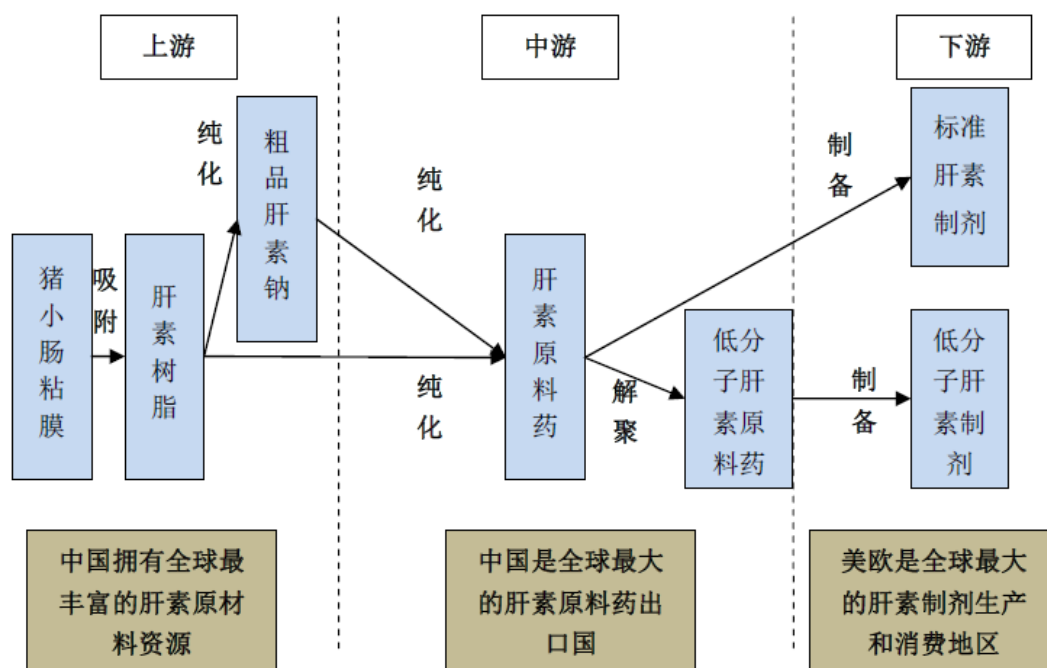 上游
中游
下游
纯化
粗品肝素钠
纯化
制备
标准
肝素
制剂
猪小肠粘膜
吸附
肝素树脂
纯化
肝素原料药
解聚
低分
子肝
素原
料药
制备
低分
子肝
素制
剂
中国拥有全球最
丰富的肝素原材
料资源
中国是全球最大
的肝素原料药出
口国
美欧是全球最大
的肝素制剂生产
和消费地区